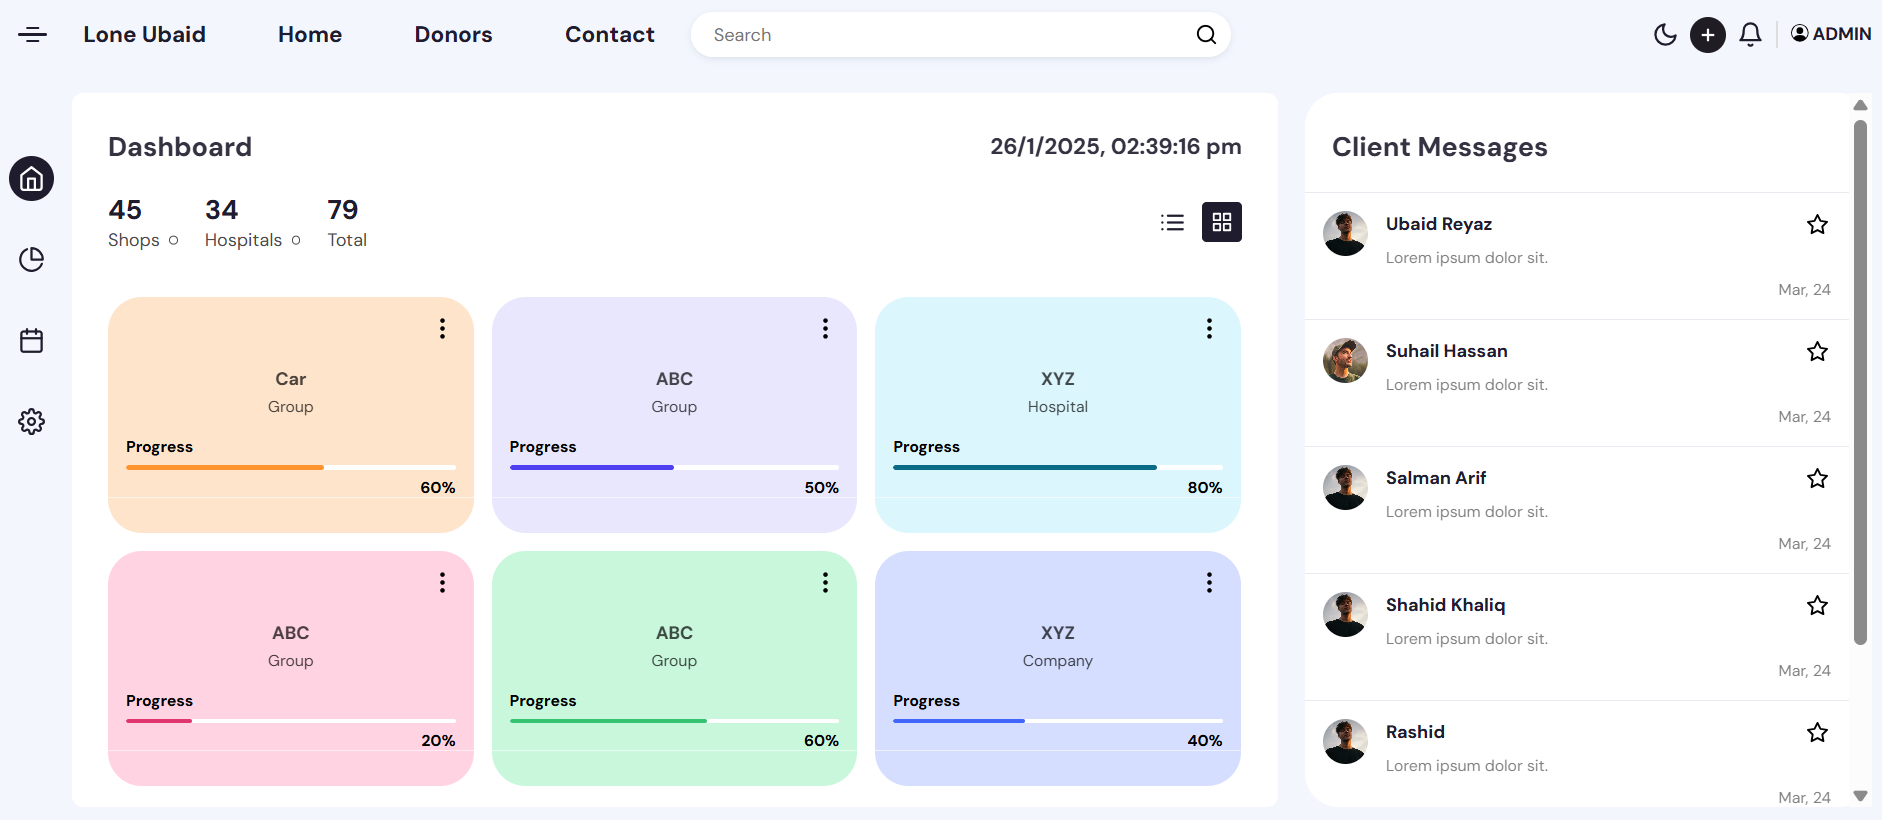 Lone Ubaid Home Donors Contact Search ADMIN
Dashboard 26/1/2025, 02:39:16 pm
45 34 79
Shops Hospitals Total
Car
Group
Progress
60%
ABC
Group
Progress
50%
XYZ
Hospital
Progress
80%
ABC
Group
Progress
20%
ABC
Group
Progress
60%
XYZ
Company
Progress
40%
Client Messages
Ubaid Reyaz
Lorem ipsum dolor sit.
Mar, 24
Suhail Hassan
Lorem ipsum dolor sit.
Mar, 24
Salman Arif
Lorem ipsum dolor sit.
Mar, 24
Shahid Khaliq
Lorem ipsum dolor sit.
Mar, 24
Rashid
Lorem ipsum dolor sit.
Mar, 24